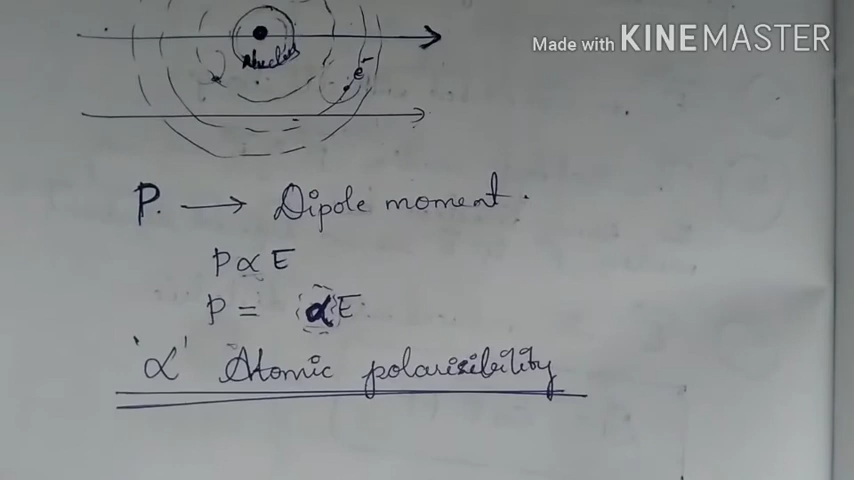 Made with KINEMASTER
Nucleus
e⁻
P. → Dipole moment.
P ∝ E
P = αE
'α' Atomic polarisibility